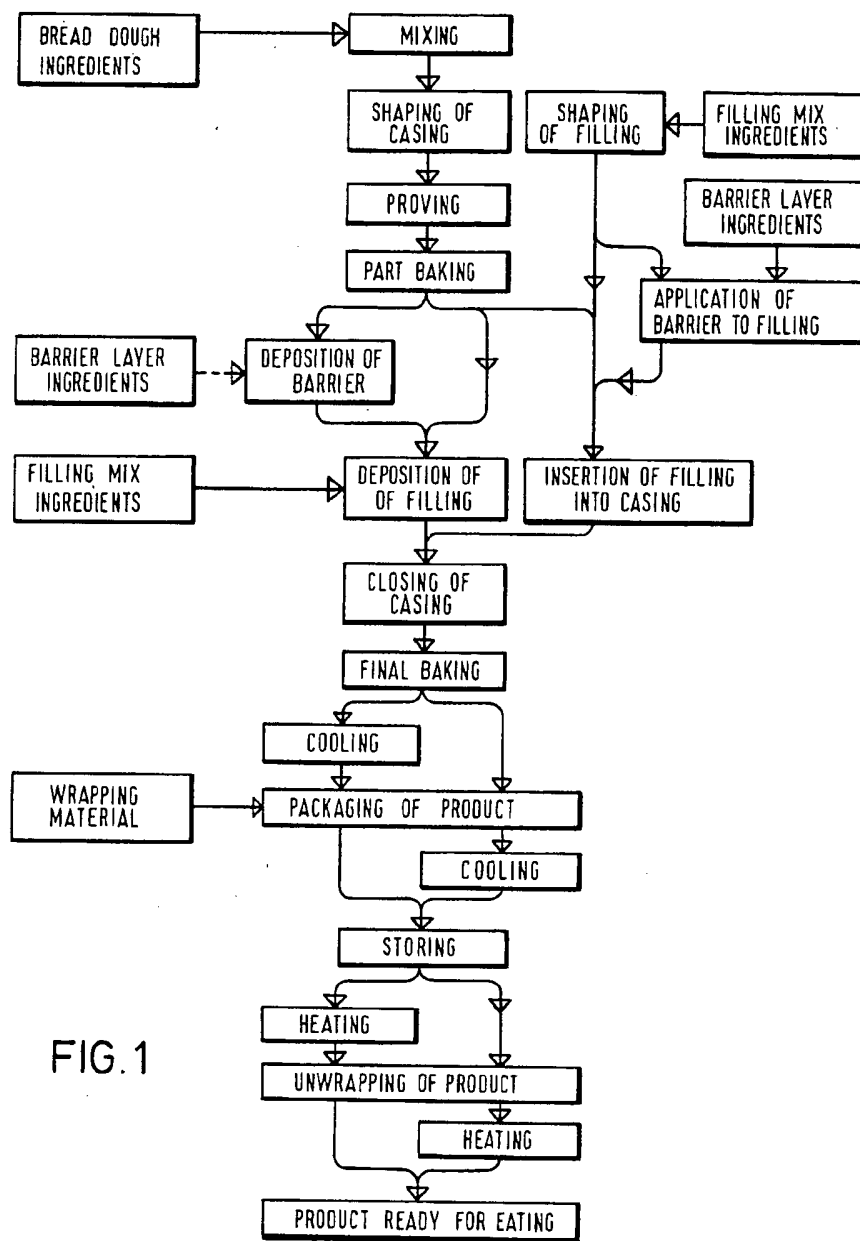 BREAD DOUGH
INGREDIENTS
MIXING
SHAPING OF
CASING
SHAPING
OF FILLING
FILLING MIX
INGREDIENTS
PROVING
BARRIER LAYER
INGREDIENTS
PART BAKING
APPLICATION OF
BARRIER TO FILLING
BARRIER LAYER
INGREDIENTS
DEPOSITION OF
BARRIER
FILLING MIX
INGREDIENTS
DEPOSITION OF
OF FILLING
INSERTION OF FILLING
INTO CASING
CLOSING OF
CASING
FINAL BAKING
COOLING
WRAPPING
MATERIAL
PACKAGING OF PRODUCT
COOLING
STORING
HEATING
FIG.1
UNWRAPPING OF PRODUCT
HEATING
PRODUCT READY FOR EATING